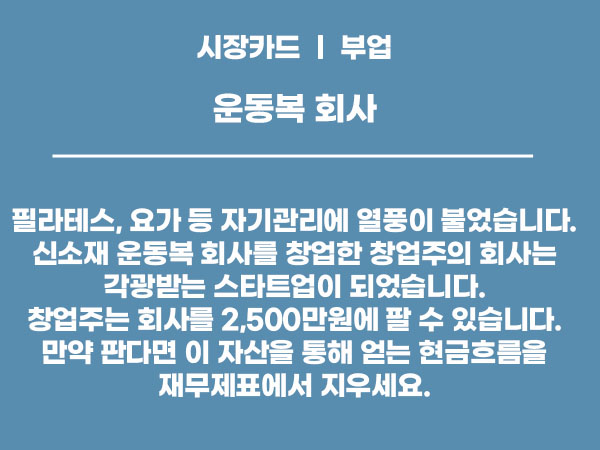 시장카드 ㅣ 부업
운동복 회사
필라테스, 요가 등 자기관리에 열풍이 불었습니다.
신소재 운동복 회사를 창업한 창업주의 회사는
각광받는 스타트업이 되었습니다.
창업주는 회사를 2,500만원에 팔 수 있습니다.
만약 판다면 이 자산을 통해 얻는 현금흐름을
재무제표에서 지우세요.